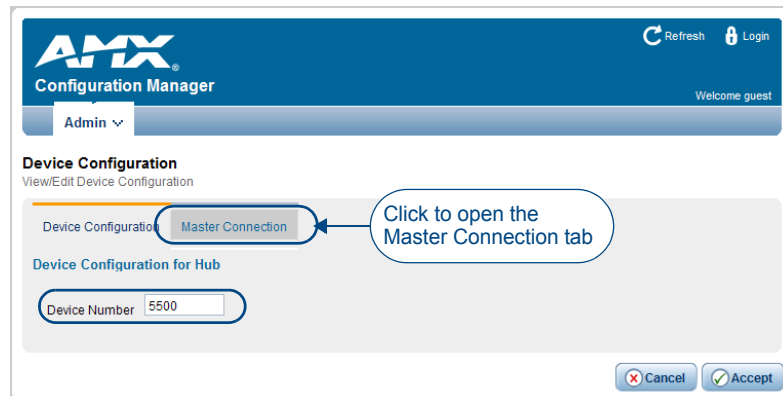 AMX®
Refresh Login
Configuration Manager
Welcome guest
Admin
Device Configuration
View/Edit Device Configuration
Device Configuration Master Connection
Click to open the
Master Connection tab
Device Configuration for Hub
Device Number 5500
Cancel Accept